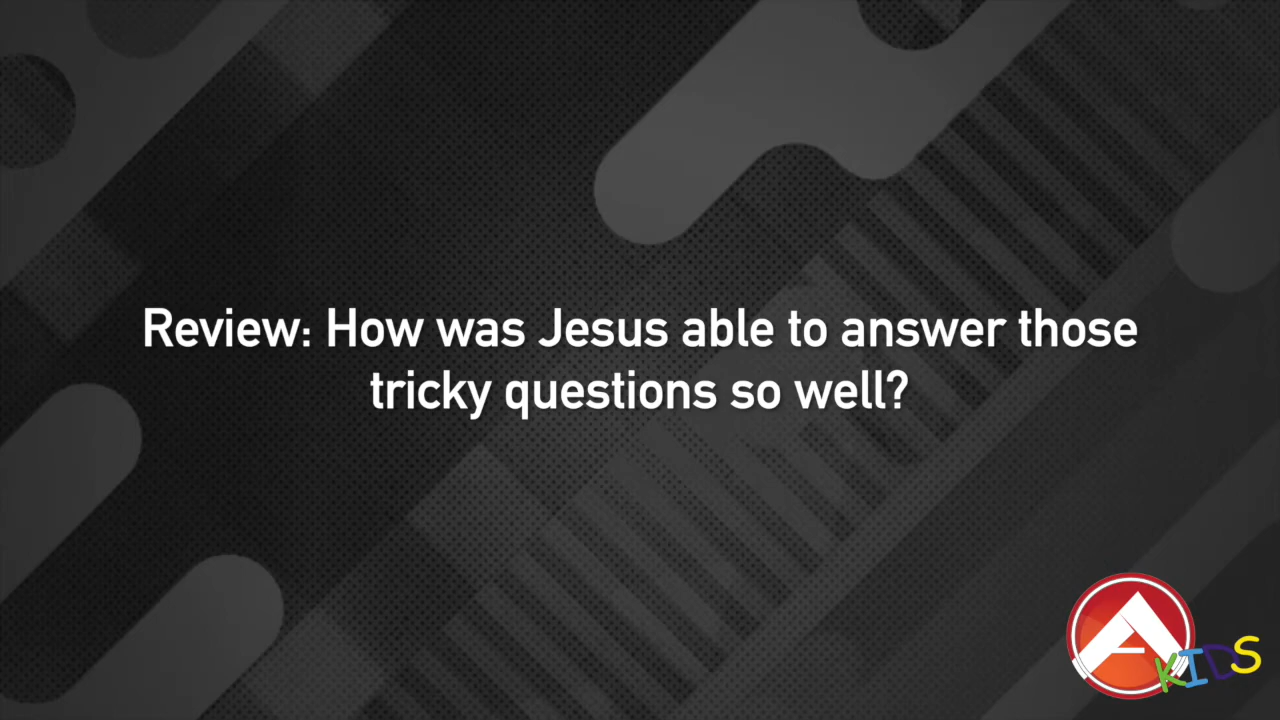 Review: How was Jesus able to answer those
tricky questions so well?
A
KIDS